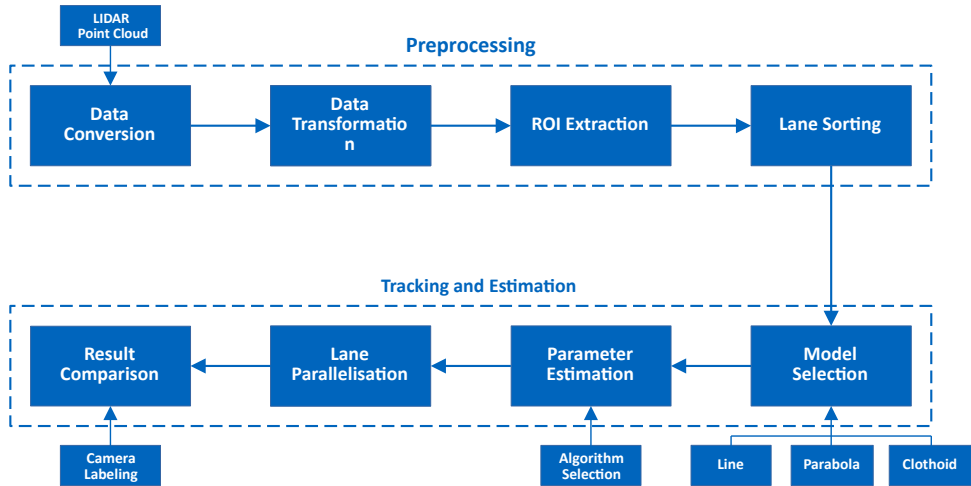 LIDAR
Point Cloud
Preprocessing
Data
Conversion
Data
Transformatio
n
ROI Extraction
Lane Sorting
Tracking and Estimation
Result
Comparison
Lane
Parallelisation
Parameter
Estimation
Model
Selection
Camera
Labeling
Algorithm
Selection
Line
Parabola
Clothoid